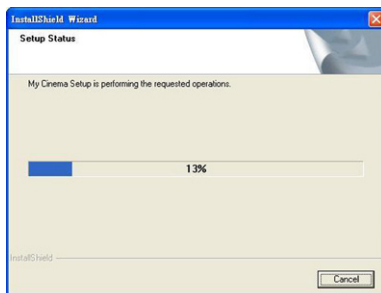 InstallShield Wizard
Setup Status
My Cinema Setup is performing the requested operations.
13%
InstallShield
Cancel